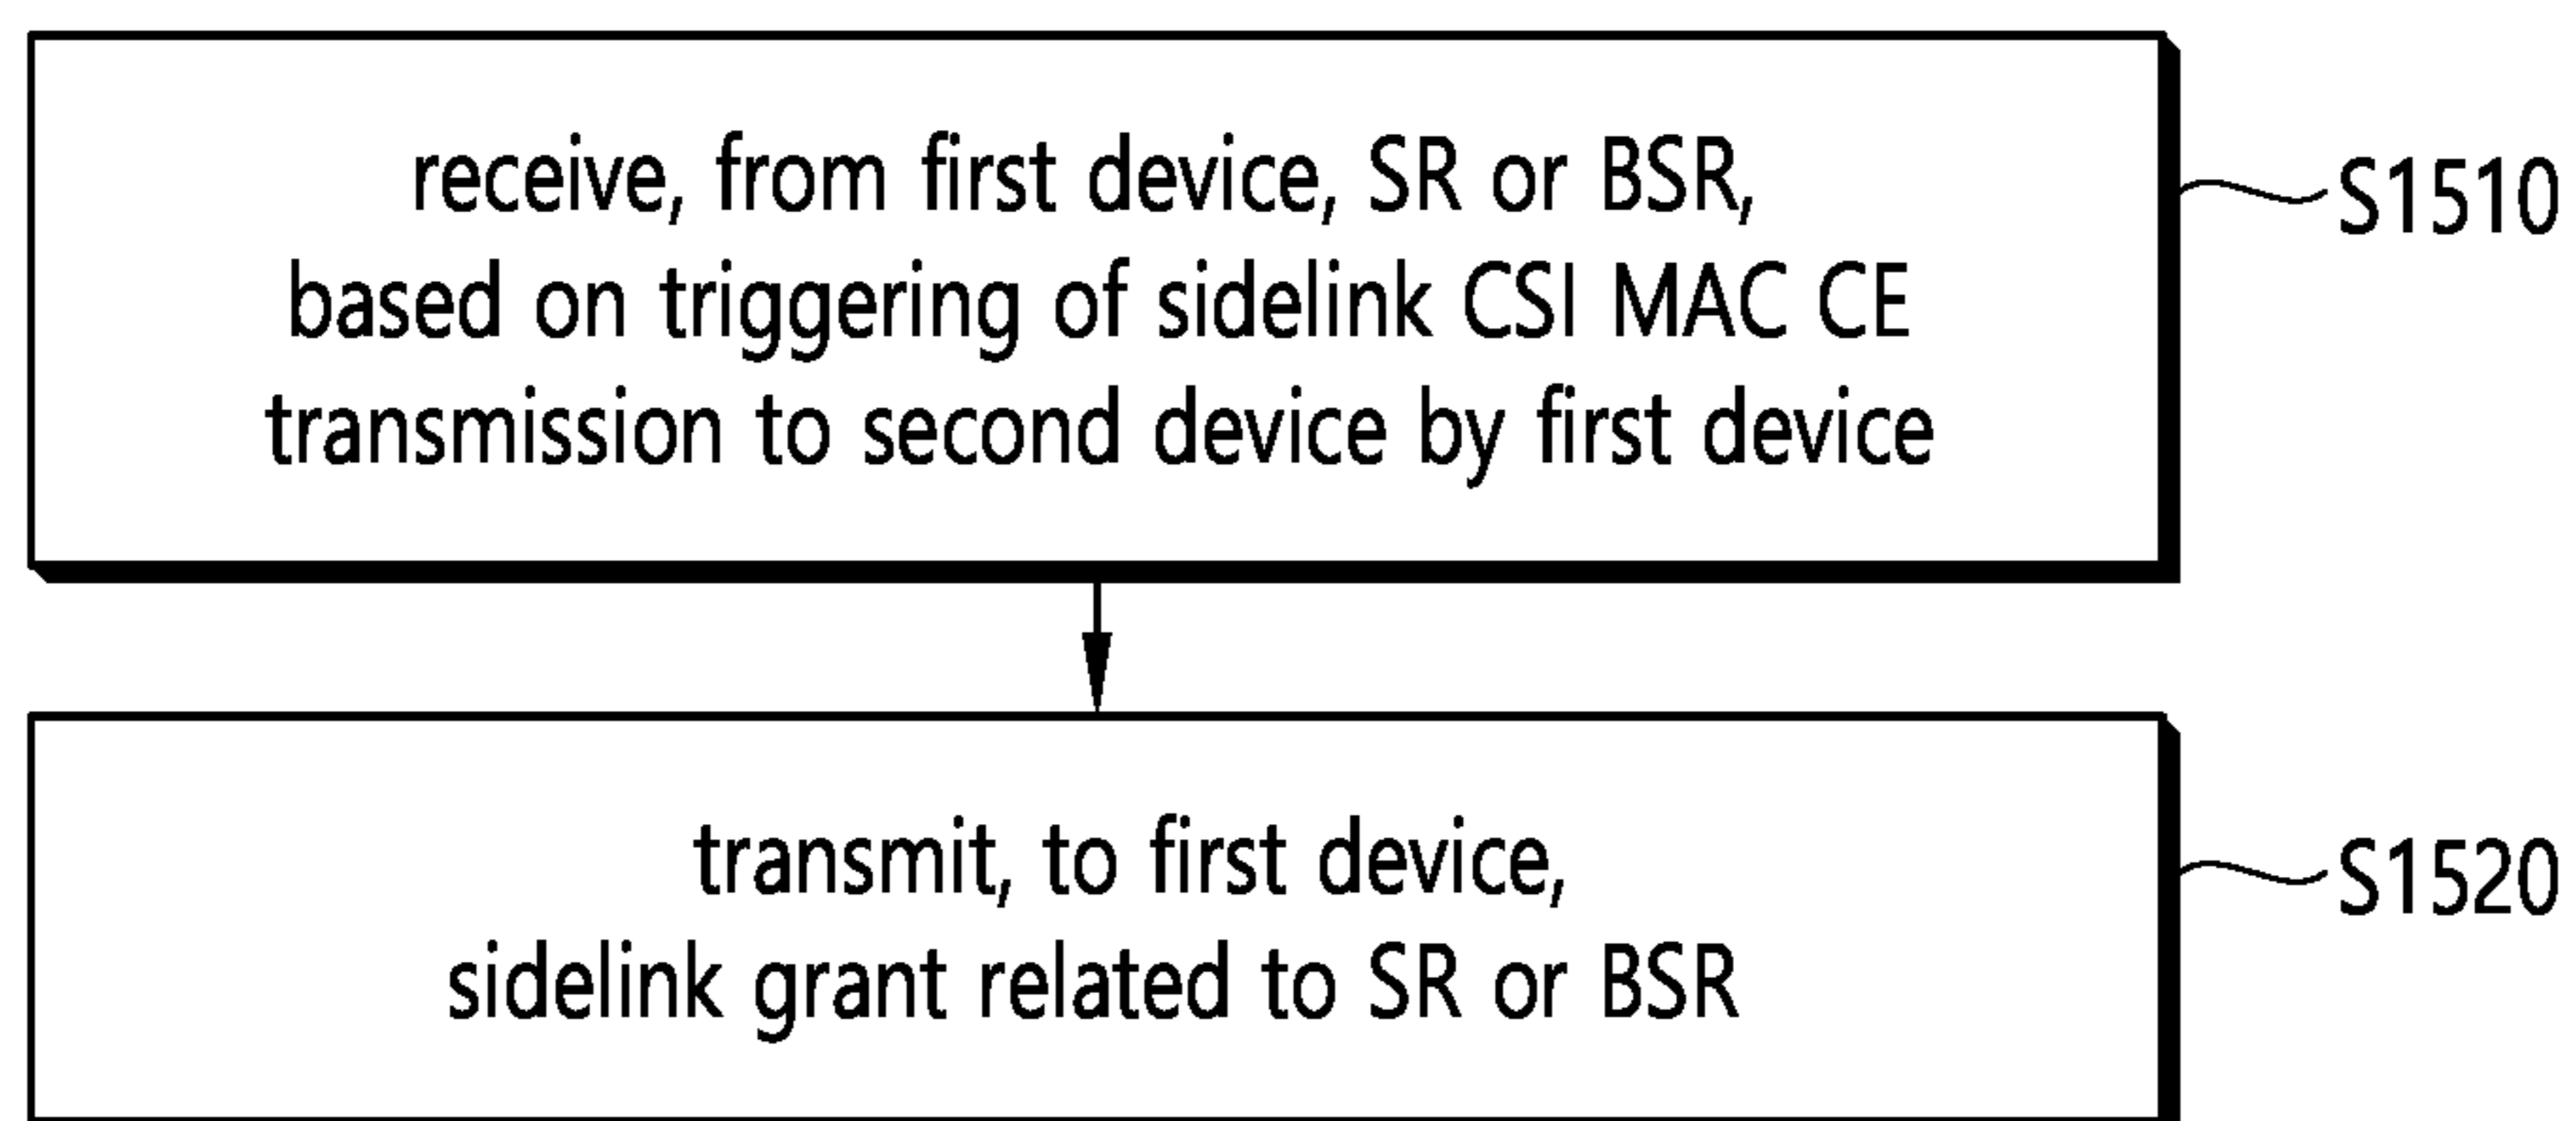 receive, from first device, SR or BSR,
based on triggering of sidelink CSI MAC CE
transmission to second device by first device
S1510
transmit, to first device,
sidelink grant related to SR or BSR
S1520